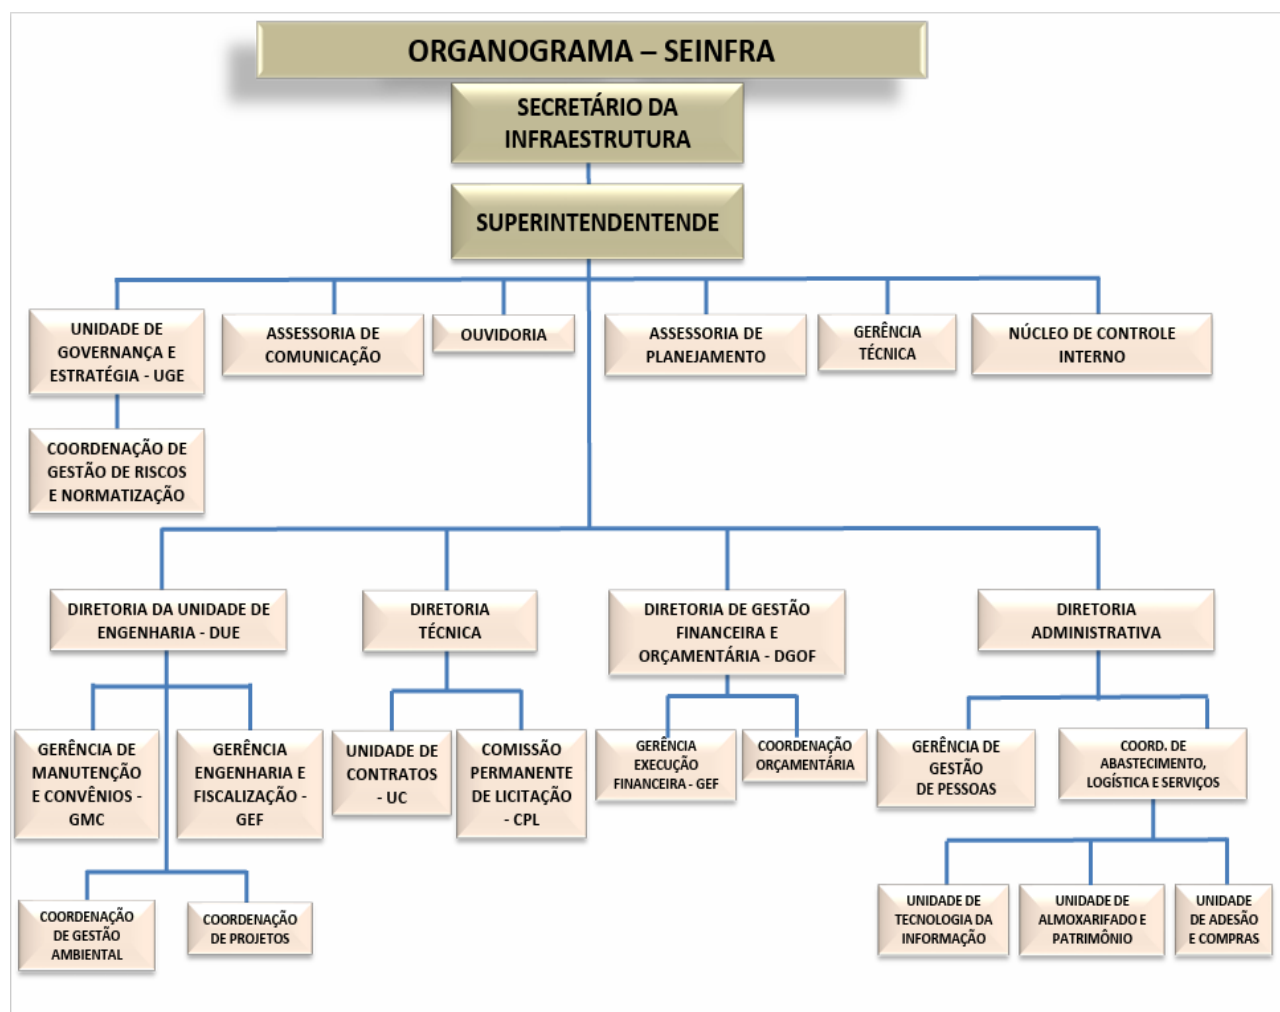 ORGANOGRAMA – SEINFRA
SECRETÁRIO DA
INFRAESTRUTURA
SUPERINTENDENTENDE
UNIDADE DE
GOVERNANÇA E
ESTRATÉGIA - UGE
ASSESSORIA DE
COMUNICAÇÃO
OUVIDORIA
ASSESSORIA DE
PLANEJAMENTO
GERÊNCIA
TÉCNICA
NÚCLEO DE CONTROLE
INTERNO
COORDENAÇÃO DE
GESTÃO DE RISCOS
E NORMATIZAÇÃO
DIRETORIA DA UNIDADE DE
ENGENHARIA - DUE
DIRETORIA
TÉCNICA
DIRETORIA DE GESTÃO
FINANCEIRA E
ORÇAMENTÁRIA - DGOF
DIRETORIA
ADMINISTRATIVA
GERÊNCIA DE
MANUTENÇÃO
E CONVÊNIOS -
GMC
GERÊNCIA
ENGENHARIA E
FISCALIZAÇÃO -
GEF
UNIDADE DE
CONTRATOS
- UC
COMISSÃO
PERMANENTE
DE LICITAÇÃO
- CPL
GERÊNCIA
EXECUÇÃO
FINANCEIRA - GEF
COORDENAÇÃO
ORÇAMENTÁRIA
GERÊNCIA DE
GESTÃO
DE PESSOAS
COORD. DE
ABASTECIMENTO,
LOGÍSTICA E SERVIÇOS
COORDENAÇÃO
DE GESTÃO
AMBIENTAL
COORDENAÇÃO
DE PROJETOS
UNIDADE DE
TECNOLOGIA DA
INFORMAÇÃO
UNIDADE DE
ALMOXARIFADO E
PATRIMÔNIO
UNIDADE
DE ADESÃO
E COMPRAS